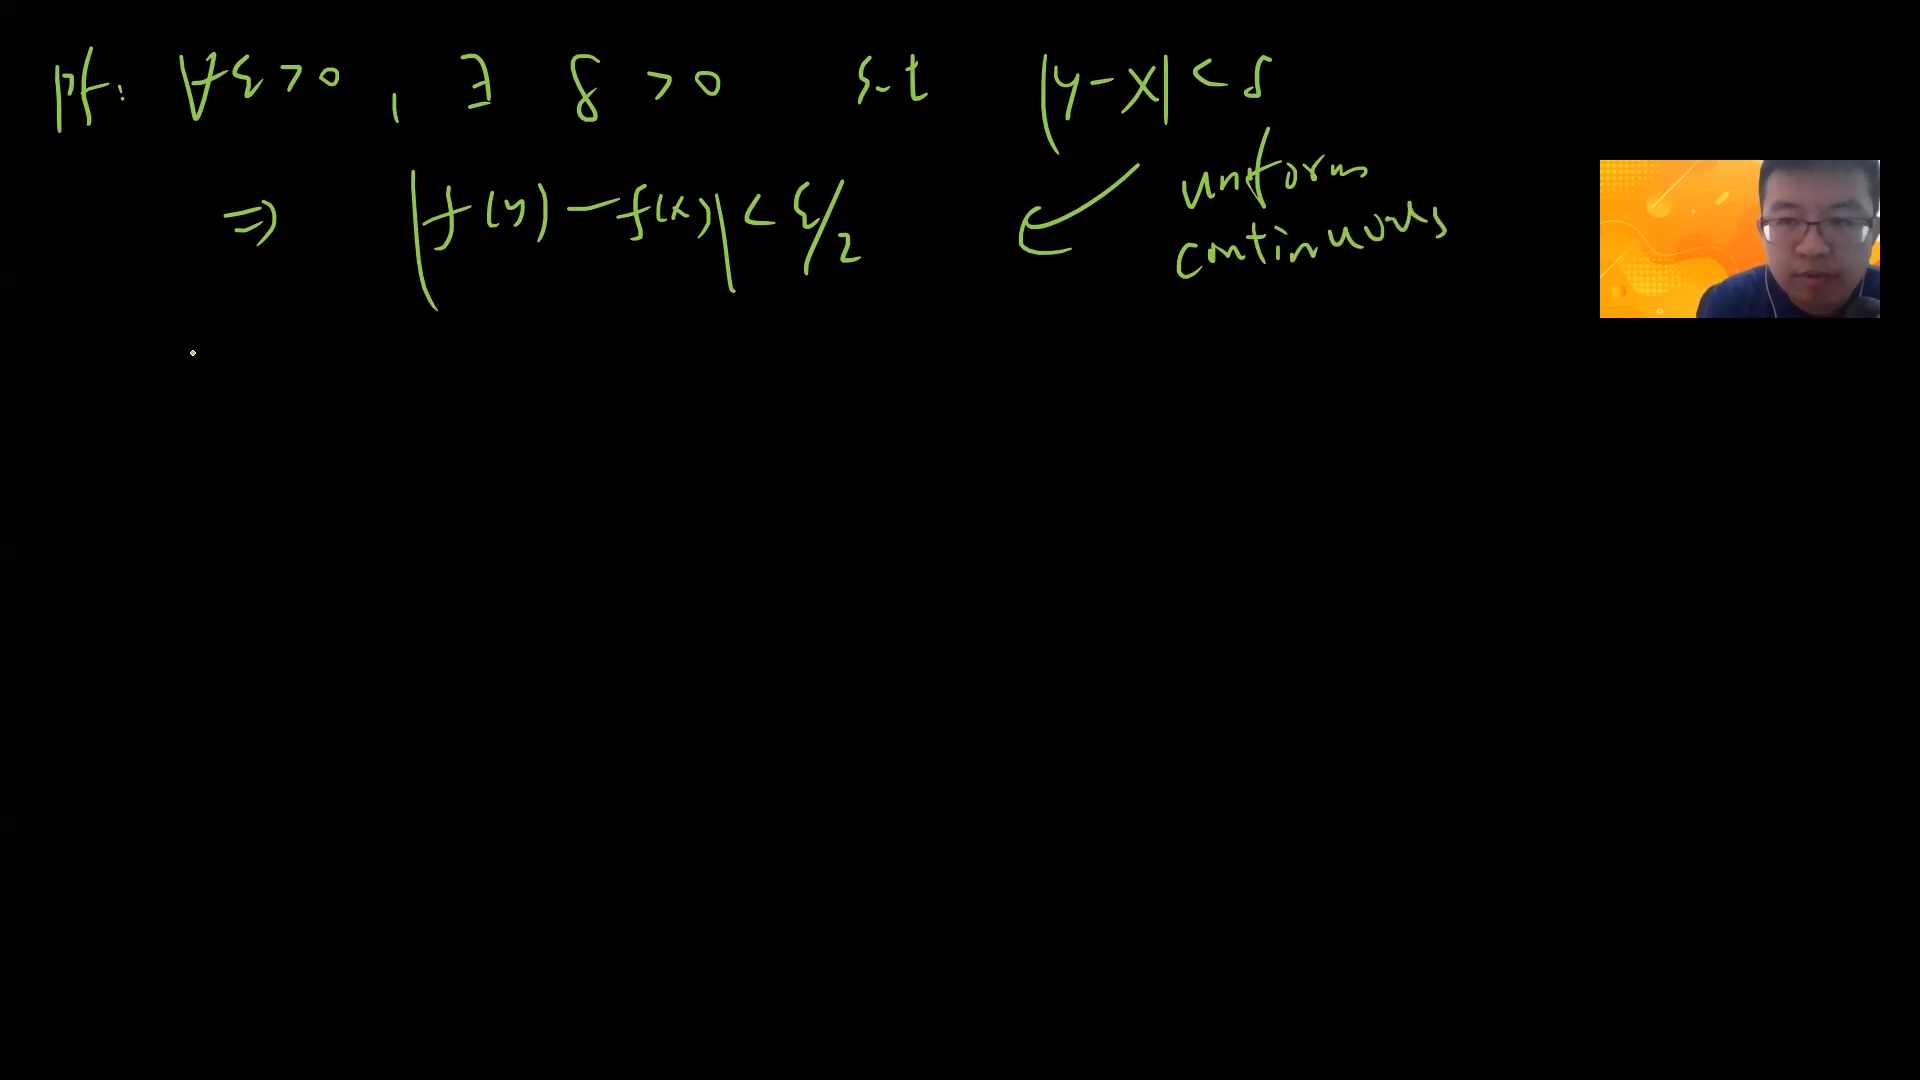 pf: ∀ε>0, ∃ δ>0 s.t |y-x|<δ
⇒ |f(y)-f(x)|<ε/2
uniform
continuous